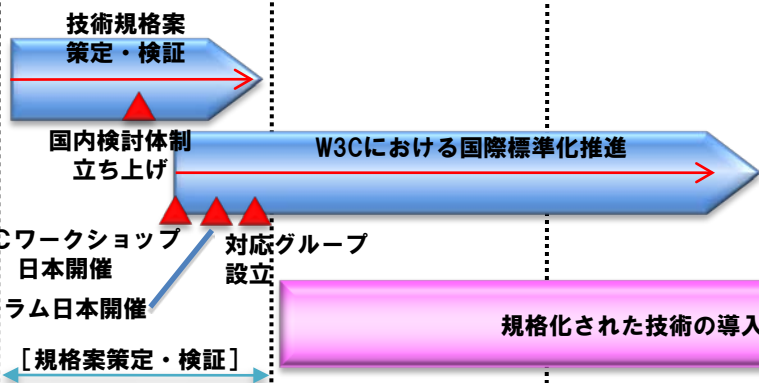 技術規格案
策定・検証
国内検討体制
立ち上げ
W3Cにおける国際標準化推進
Cワークショップ
日本開催
対応グループ
設立
ラム日本開催
規格化された技術の導入
[規格案策定・検証]